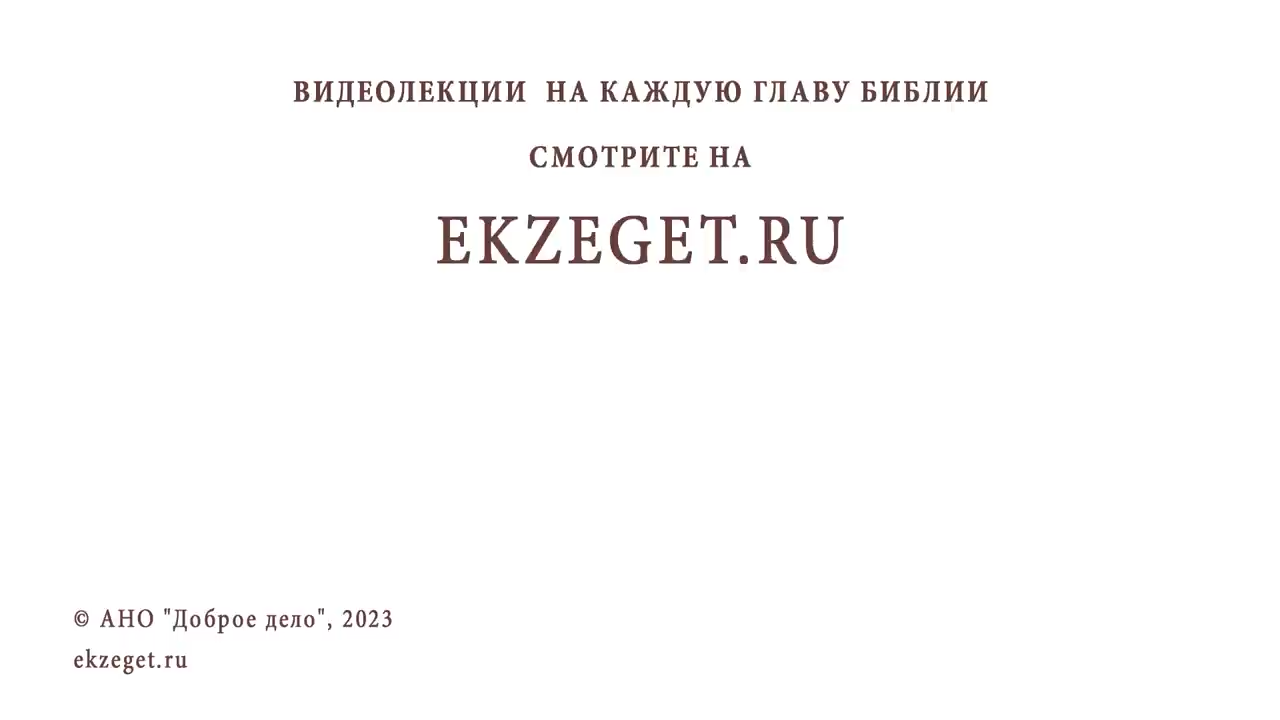 ВИДЕОЛЕКЦИИ НА КАЖДУЮ ГЛАВУ БИБЛИИ
СМОТРИТЕ НА
EKZEGET.RU
© АНО "Доброе дело", 2023
ekzeget.ru